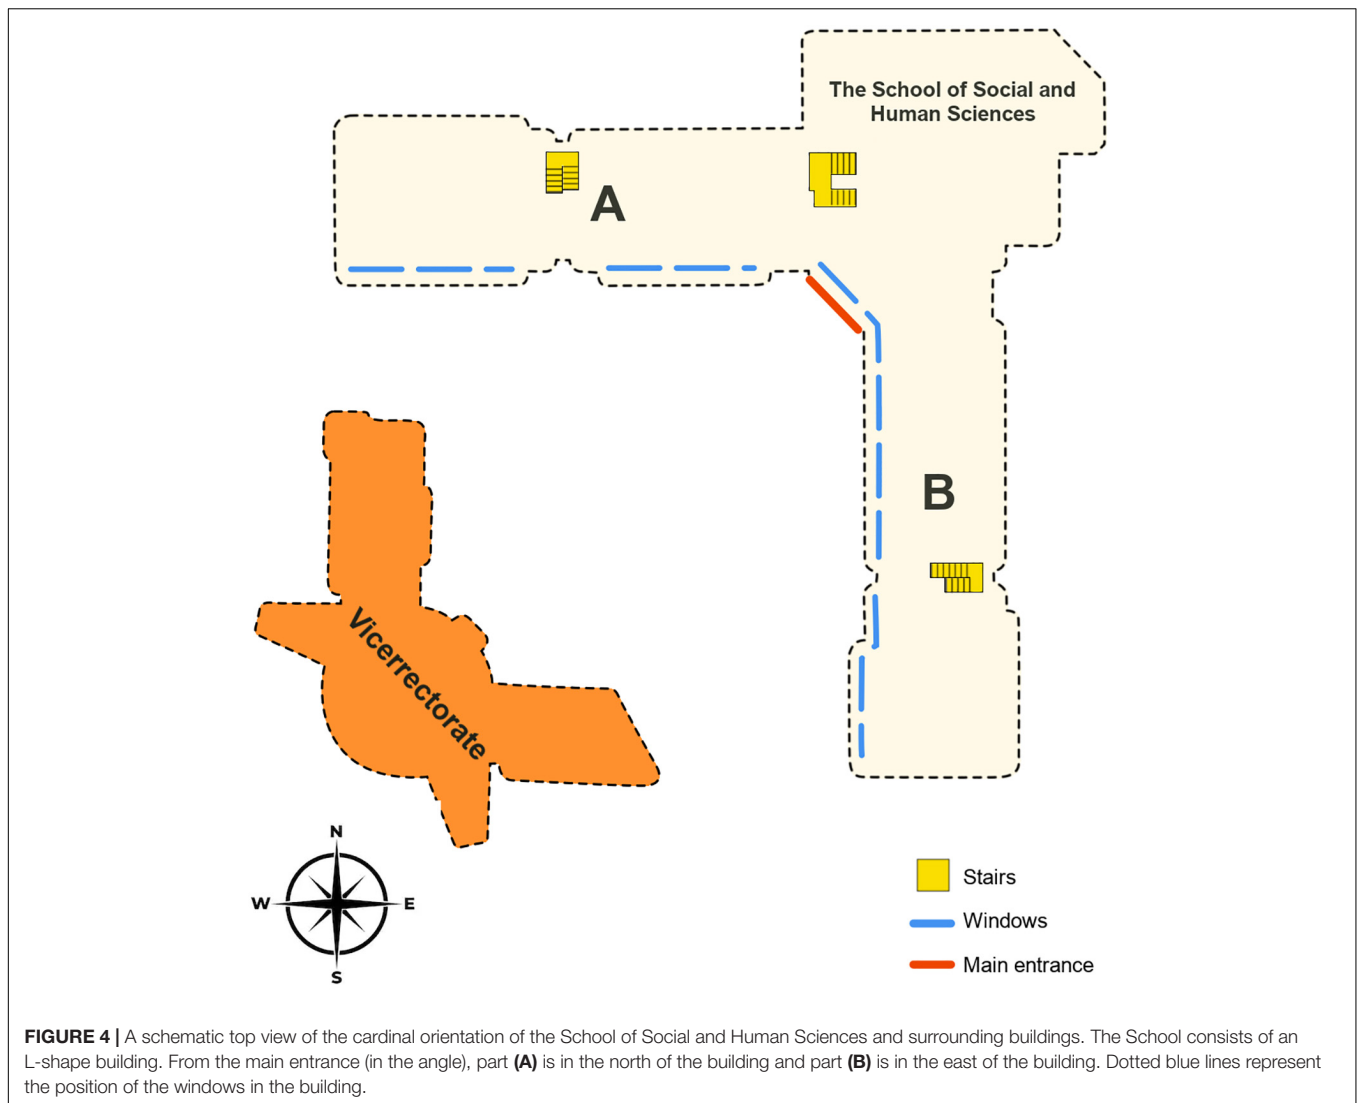 The School of Social and
Human Sciences
A
B
Vicerrectorate
N
W
E
S
Stairs
Windows
Main entrance
FIGURE 4 | A schematic top view of the cardinal orientation of the School of Social and Human Sciences and surrounding buildings. The School consists of an
L-shape building. From the main entrance (in the angle), part (A) is in the north of the building and part (B) is in the east of the building. Dotted blue lines represent
the position of the windows in the building.